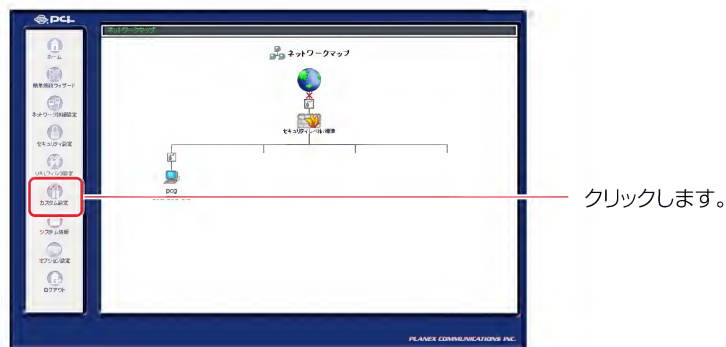 PCi
ネットワークマップ
ホーム
簡単接続ウィザード
ネットワーク詳細設定
セキュリティ設定
URLフィルタ設定
カスタム設定
システム情報
オプション設定
ログアウト
ネットワークマップ
セキュリティレベル:標準
pcg
クリックします。
PLANEX COMMUNICATIONS INC.